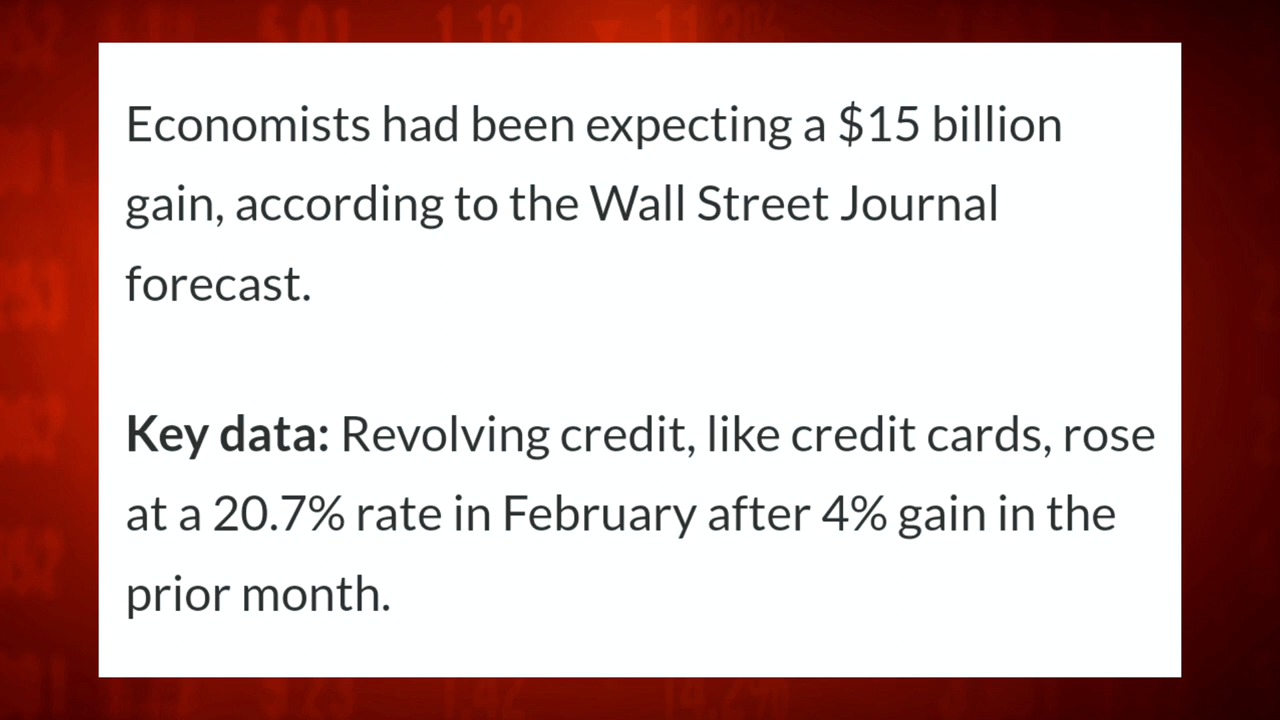 Economists had been expecting a $15 billion
gain, according to the Wall Street Journal
forecast.
Key data: Revolving credit, like credit cards, rose
at a 20.7% rate in February after 4% gain in the
prior month.